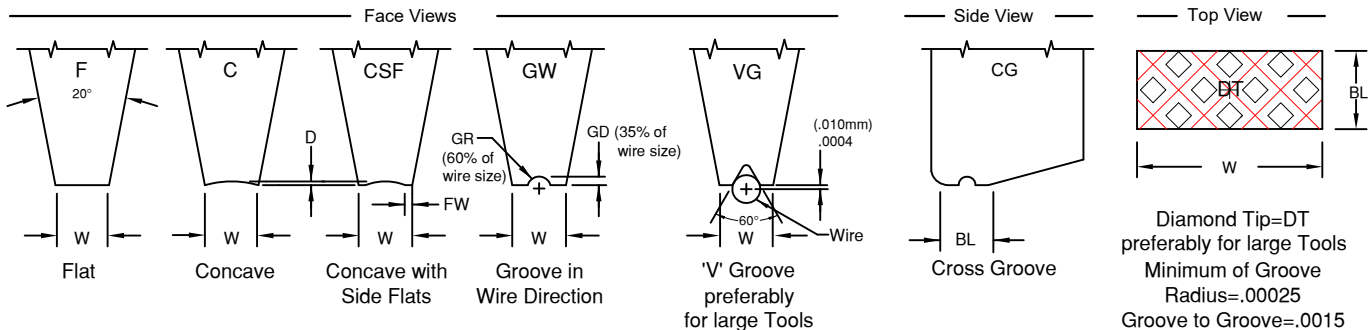 Face Views
Side View
Top View
F
20°
C
CSF
GW
VG
CG
DT
BL
W
D
FW
GR
(60% of
wire size)
GD (35% of
wire size)
(.010mm)
.0004
60°
Wire
W
W
W
W
W
BL
Flat
Concave
Concave with
Side Flats
Groove in
Wire Direction
'V' Groove
preferably
for large Tools
Cross Groove
Diamond Tip=DT
preferably for large Tools
Minimum of Groove
Radius=.00025
Groove to Groove=.0015